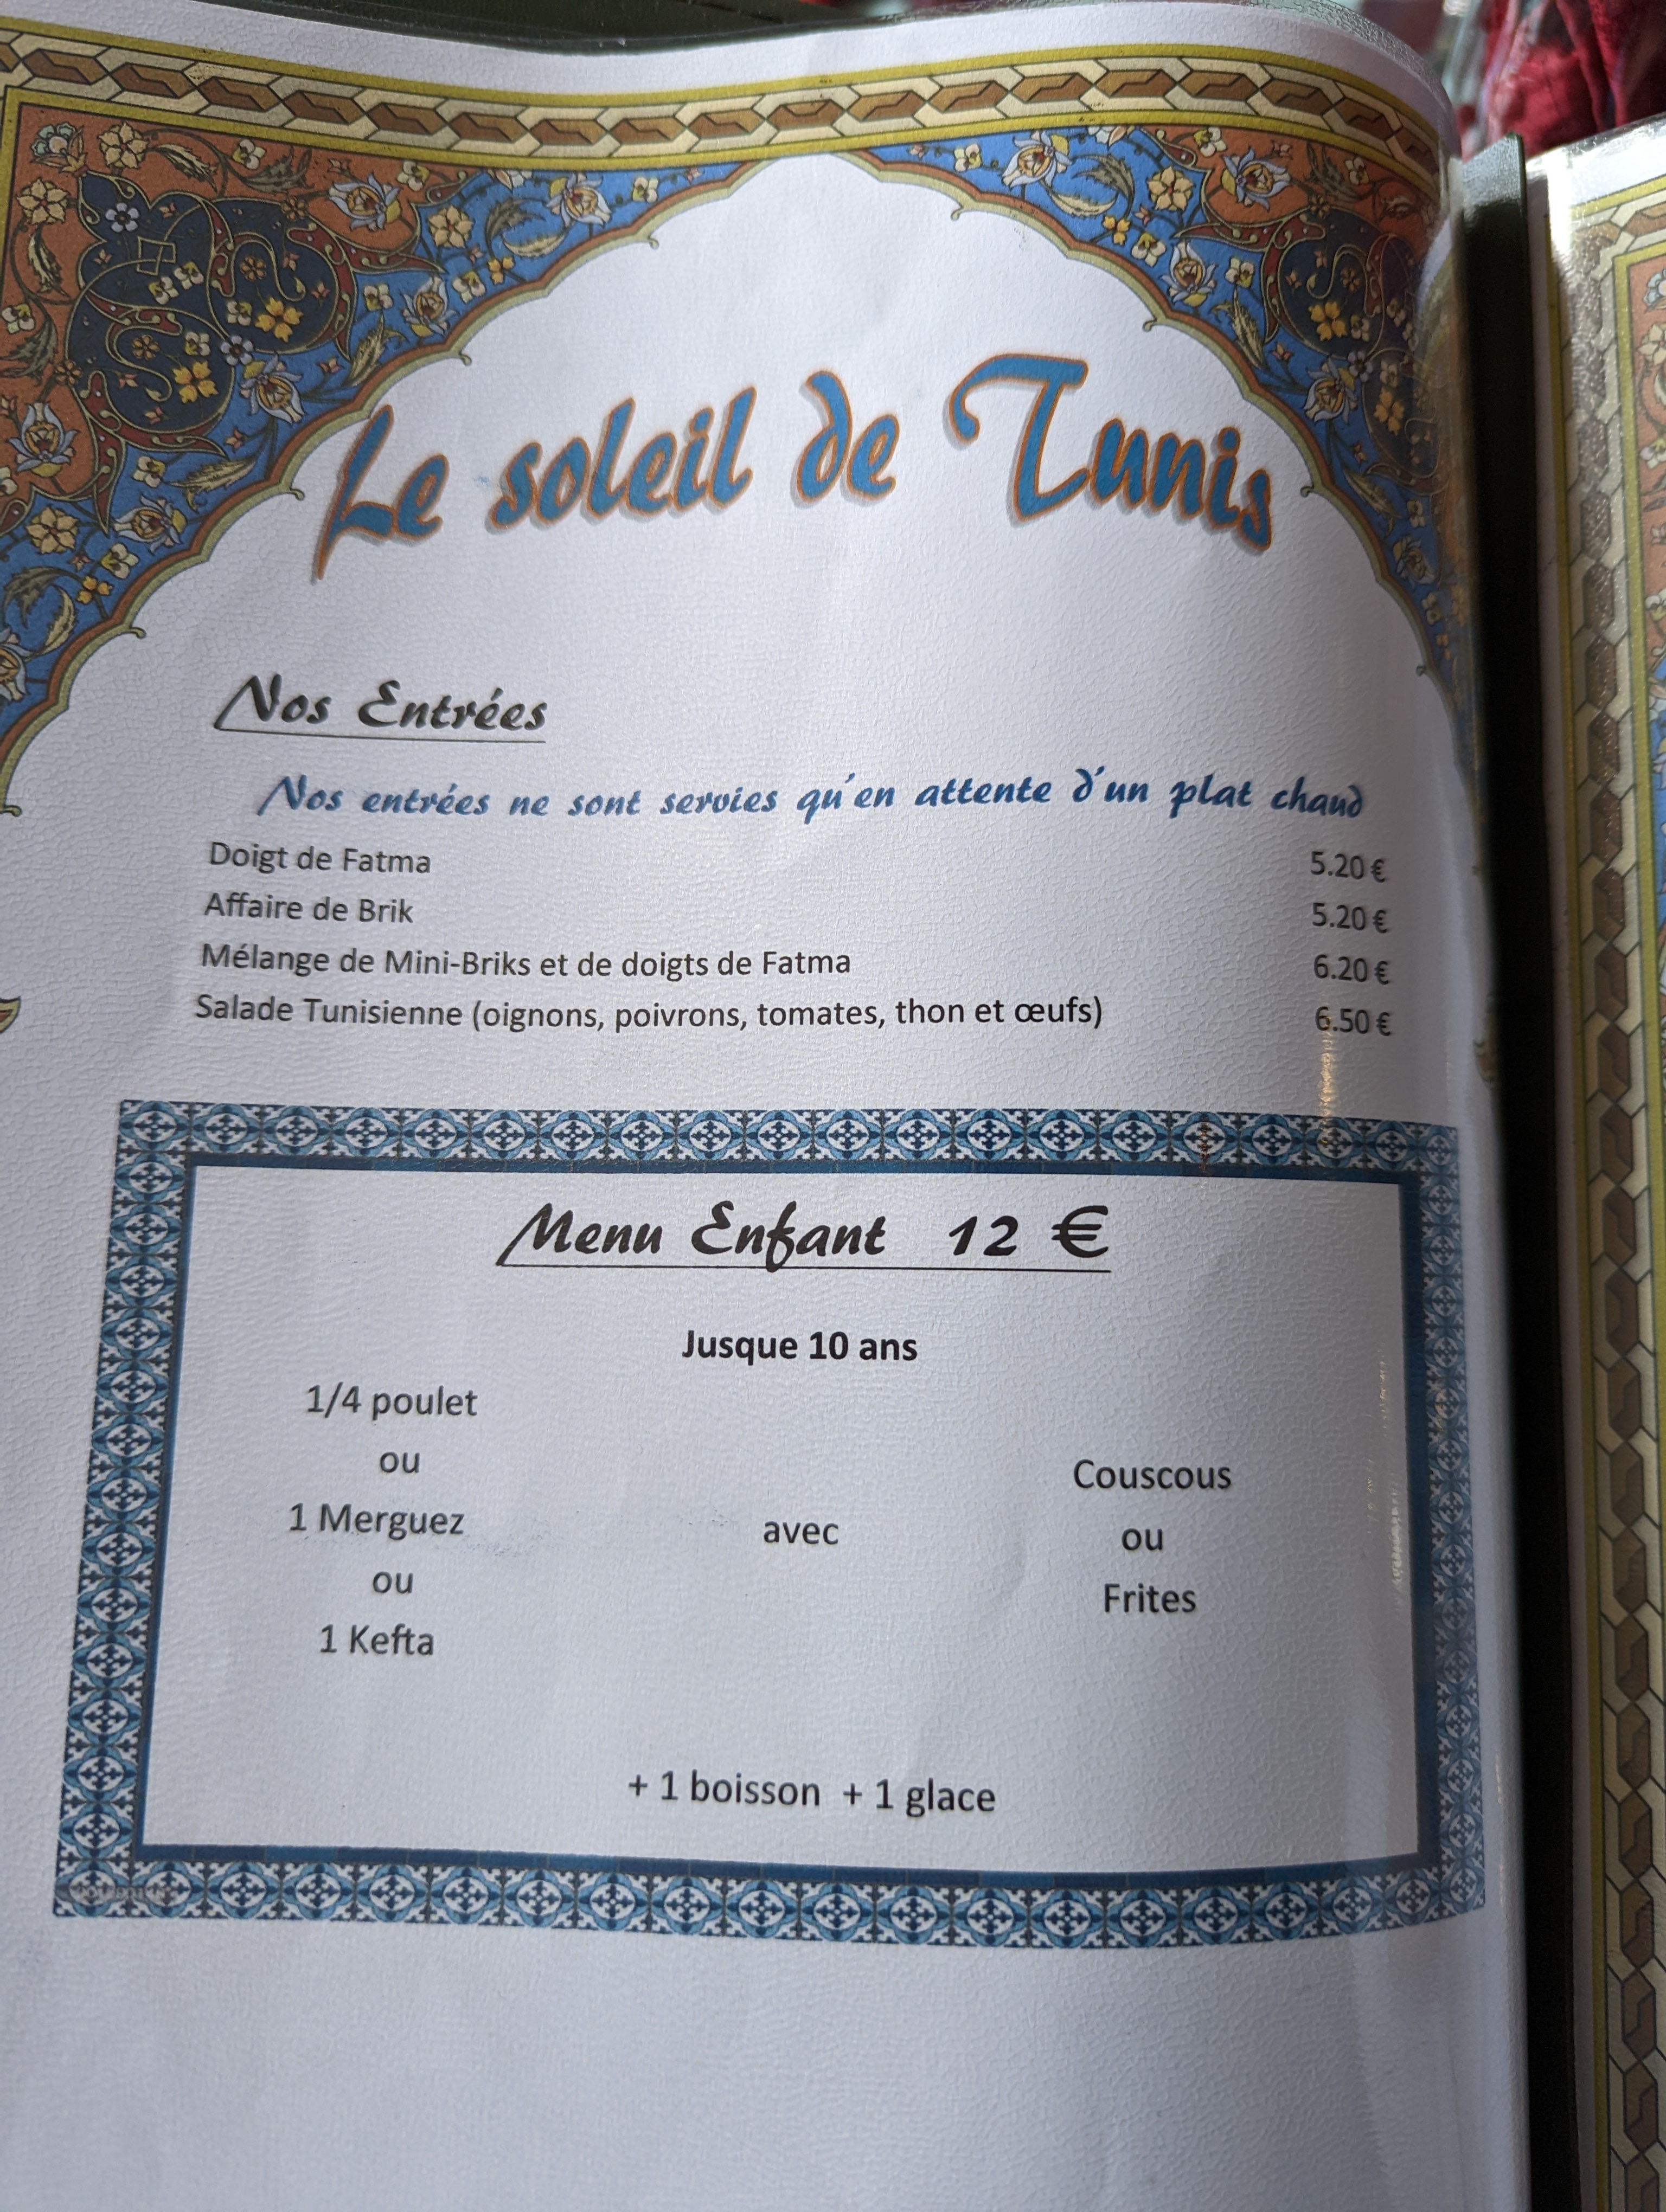 Le soleil de Tunis
Nos Entrées
Nos entrées ne sont servies qu'en attente d'un plat chaud
Doigt de Fatma 5.20 €
Affaire de Brik 5.20 €
Mélange de Mini-Briks et de doigts de Fatma 6.20 €
Salade Tunisienne (oignons, poivrons, tomates, thon et œufs) 6.50 €
Menu Enfant 12 €
Jusque 10 ans
1/4 poulet
ou
1 Merguez
ou
1 Kefta
avec
Couscous
ou
Frites
+ 1 boisson + 1 glace